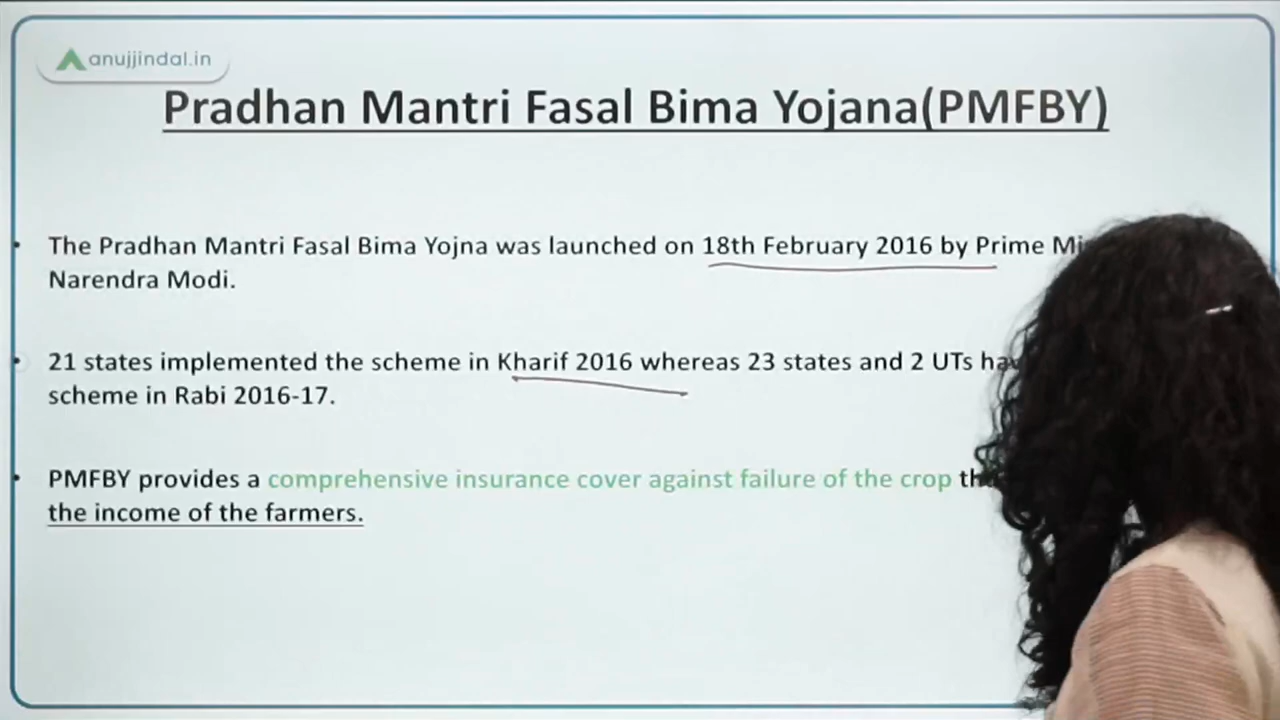 anujjindal.in
Pradhan Mantri Fasal Bima Yojana(PMFBY)
• The Pradhan Mantri Fasal Bima Yojna was launched on 18th February 2016 by Prime
Narendra Modi.
• 21 states implemented the scheme in Kharif 2016 whereas 23 states and 2 UTs
scheme in Rabi 2016-17.
• PMFBY provides a comprehensive insurance cover against failure of the crop
the income of the farmers.